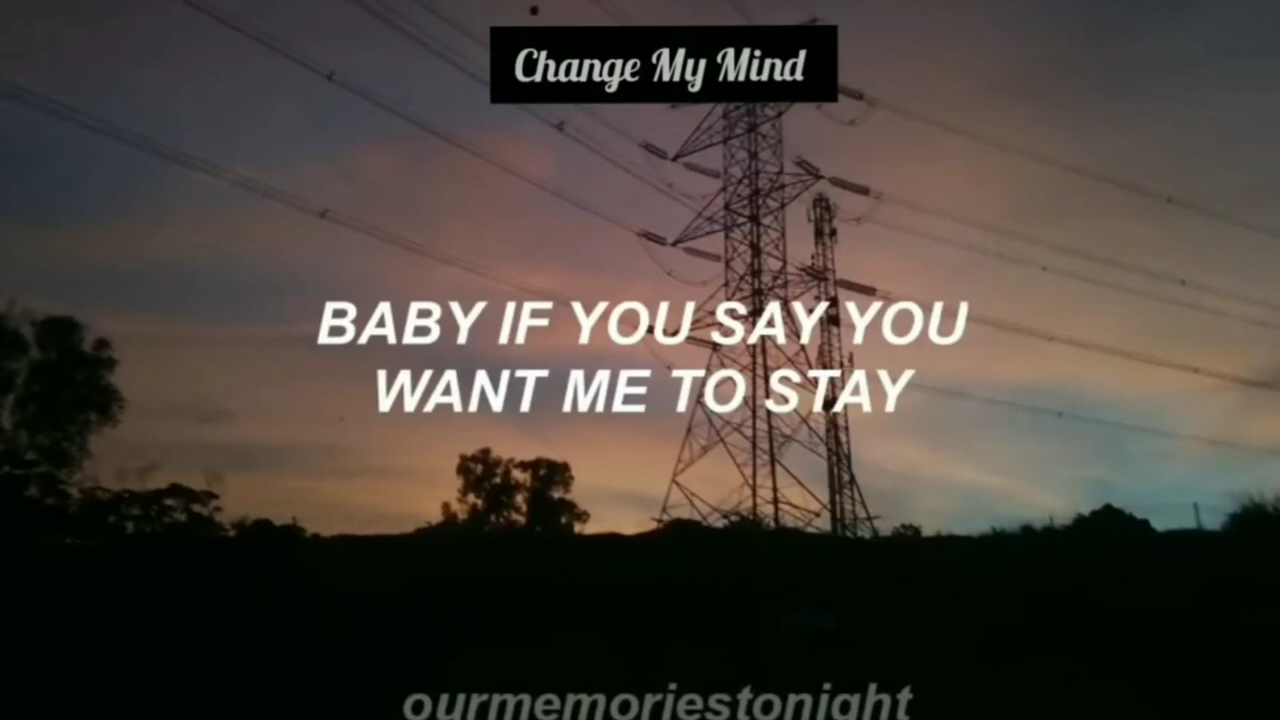 Change My Mind
BABY IF YOU SAY YOU
WANT ME TO STAY
ourmemoriestonight